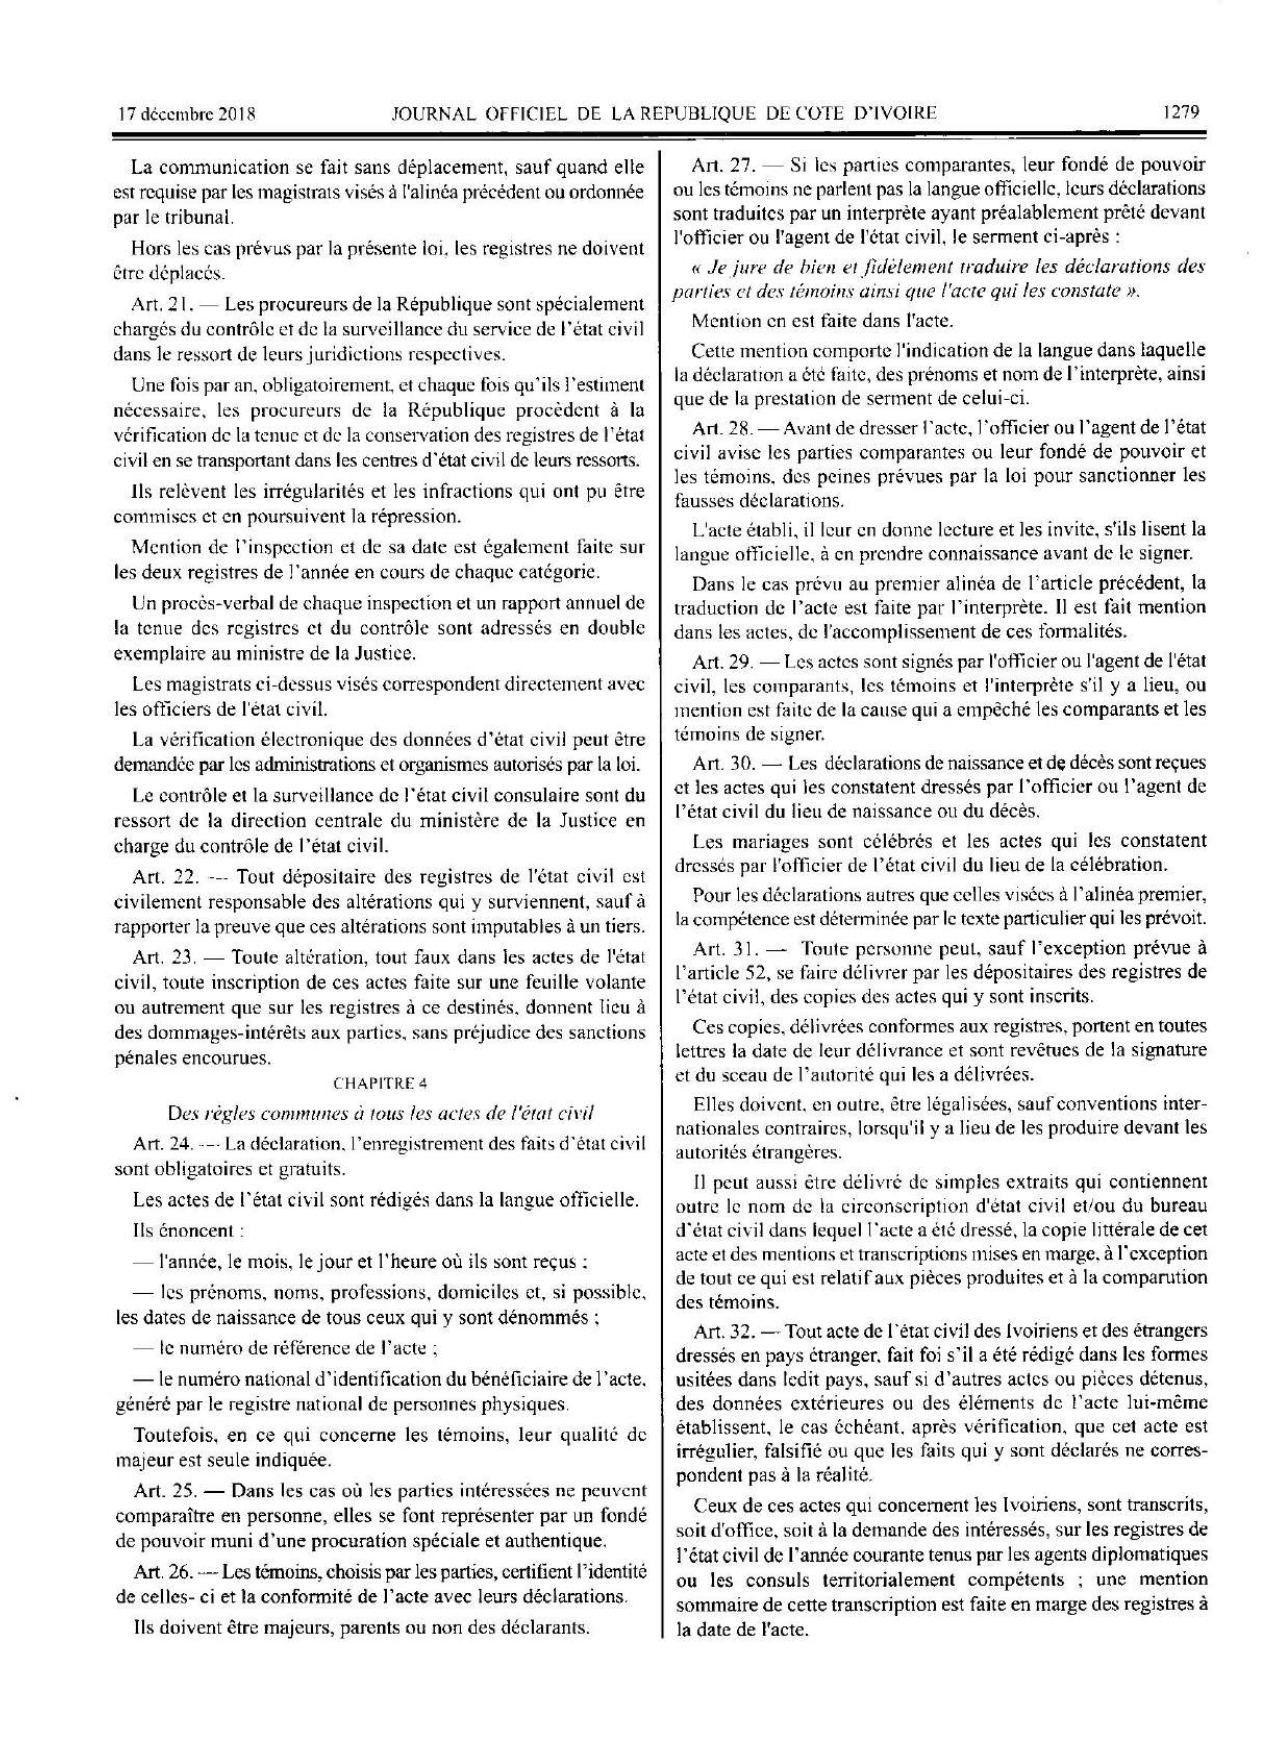 17 décembre 2018 JOURNAL OFFICIEL DE LA REPUBLIQUE DE COTE D'IVOIRE 1279
La communication se fait sans déplacement, sauf quand elle
est requise par les magistrats visés à l'alinéa précédent ou ordonnée
par le tribunal.
Hors les cas prévus par la présente loi, les registres ne doivent
être déplacés.
Art. 21. — Les procureurs de la République sont spécialement
chargés du contrôle et de la surveillance du service de l'état civil
dans le ressort de leurs juridictions respectives.
Une fois par an, obligatoirement, et chaque fois qu'ils l'estiment
nécessaire, les procureurs de la République procèdent à la
vérification de la tenue et de la conservation des registres de l'état
civil en se transportant dans les centres d'état civil de leurs ressorts.
Ils relèvent les irrégularités et les infractions qui ont pu être
commises et en poursuivent la répression.
Mention de l'inspection et de sa date est également faite sur
les deux registres de l'année en cours de chaque catégorie.
Un procès-verbal de chaque inspection et un rapport annuel de
la tenue des registres et du contrôle sont adressés en double
exemplaire au ministre de la Justice.
Les magistrats ci-dessus visés correspondent directement avec
les officiers de l'état civil.
La vérification électronique des données d'état civil peut être
demandée par les administrations et organismes autorisés par la loi.
Le contrôle et la surveillance de l'état civil consulaire sont du
ressort de la direction centrale du ministère de la Justice en
charge du contrôle de l'état civil.
Art. 22. --- Tout dépositaire des registres de l'état civil est
civilement responsable des altérations qui y surviennent, sauf à
rapporter la preuve que ces altérations sont imputables à un tiers.
Art. 23. — Toute altération, tout faux dans les actes de l'état
civil, toute inscription de ces actes faite sur une feuille volante
ou autrement que sur les registres à ce destinés, donnent lieu à
des dommages-intérêts aux parties, sans préjudice des sanctions
pénales encourues.
CHAPITRE 4
Des règles communes à tous les actes de l'état civil
Art. 24. --- La déclaration, l'enregistrement des faits d'état civil
sont obligatoires et gratuits.
Les actes de l'état civil sont rédigés dans la langue officielle.
Ils énoncent :
— l'année, le mois, le jour et l'heure où ils sont reçus ;
— les prénoms, noms, professions, domiciles et, si possible,
les dates de naissance de tous ceux qui y sont dénommés ;
— le numéro de référence de l'acte ;
— le numéro national d'identification du bénéficiaire de l'acte,
généré par le registre national de personnes physiques.
Toutefois, en ce qui concerne les témoins, leur qualité de
majeur est seule indiquée.
Art. 25. — Dans les cas où les parties intéressées ne peuvent
comparaître en personne, elles se font représenter par un fondé
de pouvoir muni d'une procuration spéciale et authentique.
Art. 26. — Les témoins, choisis par les parties, certifient l'identité
de celles- ci et la conformité de l'acte avec leurs déclarations.
Ils doivent être majeurs, parents ou non des déclarants.
Art. 27. — Si les parties comparantes, leur fondé de pouvoir
ou les témoins ne parlent pas la langue officielle, leurs déclarations
sont traduites par un interprète ayant préalablement prêté devant
l'officier ou l'agent de l'état civil, le serment ci-après :
« Je jure de bien et fidèlement traduire les déclarations des
parties et des témoins ainsi que l'acte qui les constate ».
Mention en est faite dans l'acte.
Cette mention comporte l'indication de la langue dans laquelle
la déclaration a été faite, des prénoms et nom de l'interprète, ainsi
que de la prestation de serment de celui-ci.
Art. 28. — Avant de dresser l'acte, l'officier ou l'agent de l'état
civil avise les parties comparantes ou leur fondé de pouvoir et
les témoins, des peines prévues par la loi pour sanctionner les
fausses déclarations.
L'acte établi, il leur en donne lecture et les invite, s'ils lisent la
langue officielle, à en prendre connaissance avant de le signer.
Dans le cas prévu au premier alinéa de l'article précédent, la
traduction de l'acte est faite par l'interprète. Il est fait mention
dans les actes, de l'accomplissement de ces formalités.
Art. 29. — Les actes sont signés par l'officier ou l'agent de l'état
civil, les comparants, les témoins et l'interprète s'il y a lieu, ou
mention est faite de la cause qui a empêché les comparants et les
témoins de signer.
Art. 30. — Les déclarations de naissance et de décès sont reçues
et les actes qui les constatent dressés par l'officier ou l'agent de
l'état civil du lieu de naissance ou du décès.
Les mariages sont célébrés et les actes qui les constatent
dressés par l'officier de l'état civil du lieu de la célébration.
Pour les déclarations autres que celles visées à l'alinéa premier,
la compétence est déterminée par le texte particulier qui les prévoit.
Art. 31. — Toute personne peut, sauf l'exception prévue à
l'article 52, se faire délivrer par les dépositaires des registres de
l'état civil, des copies des actes qui y sont inscrits.
Ces copies, délivrées conformes aux registres, portent en toutes
lettres la date de leur délivrance et sont revêtues de la signature
et du sceau de l'autorité qui les a délivrées.
Elles doivent, en outre, être légalisées, sauf conventions inter-
nationales contraires, lorsqu'il y a lieu de les produire devant les
autorités étrangères.
Il peut aussi être délivré de simples extraits qui contiennent
outre le nom de la circonscription d'état civil et/ou du bureau
d'état civil dans lequel l'acte a été dressé, la copie littérale de cet
acte et des mentions et transcriptions mises en marge, à l'exception
de tout ce qui est relatif aux pièces produites et à la comparution
des témoins.
Art. 32. — Tout acte de l'état civil des Ivoiriens et des étrangers
dressés en pays étranger, fait foi s'il a été rédigé dans les formes
usitées dans ledit pays, sauf si d'autres actes ou pièces détenus,
des données extérieures ou des éléments de l'acte lui-même
établissent, le cas échéant, après vérification, que cet acte est
irrégulier, falsifié ou que les faits qui y sont déclarés ne corres-
pondent pas à la réalité.
Ceux de ces actes qui concernent les Ivoiriens, sont transcrits,
soit d'office, soit à la demande des intéressés, sur les registres de
l'état civil de l'année courante tenus par les agents diplomatiques
ou les consuls territorialement compétents ; une mention
sommaire de cette transcription est faite en marge des registres à
la date de l'acte.